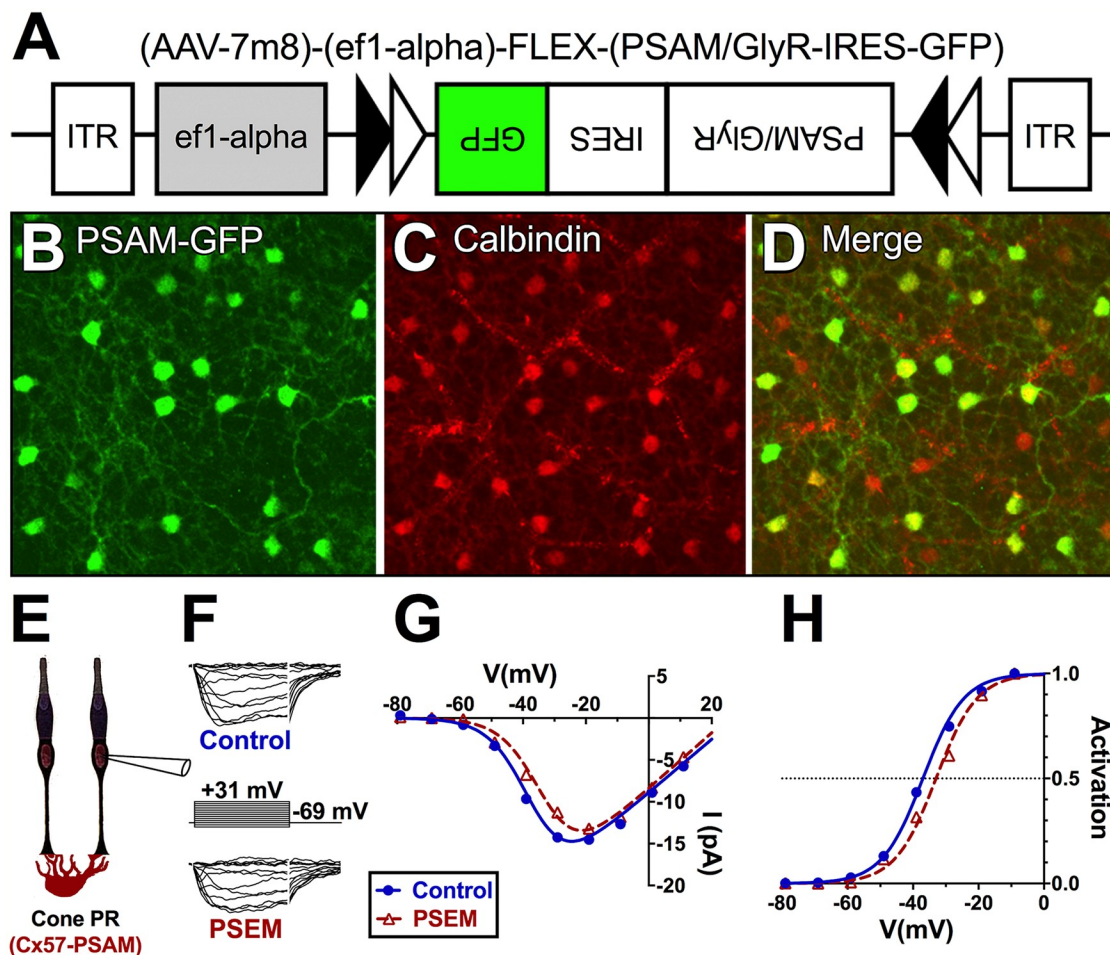 A
(AAV-7m8)-(ef1-alpha)-FLEX-(PSAM/GlyR-IRES-GFP)
ITR ef1-alpha GFP IRES PSAM/GlyR ITR
B PSAM-GFP C Calbindin D Merge
E F G H
Control
+31 mV
-69 mV
PSEM
Cone PR
(Cx57-PSAM)
V(mV)
-80 -60 -40 -20 20
5
-5
-10
-15
-20
I (pA)
Control
PSEM
1.0
0.5
0.0
Activation
-80 -60 -40 -20 0
V(mV)